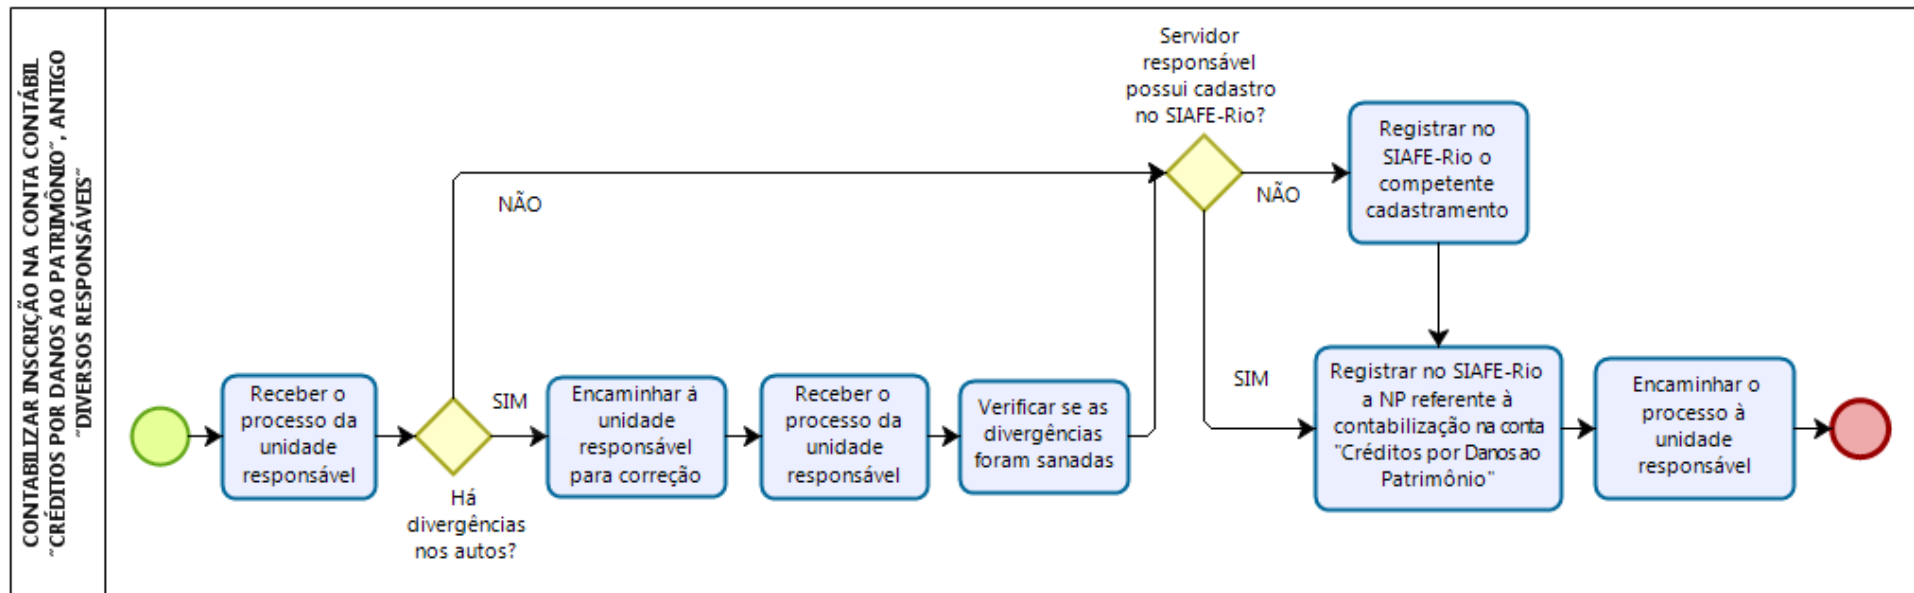 CONTABILIZAR INSCRIÇÃO NA CONTA CONTÁBIL
“CRÉDITOS POR DANOS AO PATRIMÔNIO”, ANTIGO
“DIVERSOS RESPONSÁVEIS”
Receber o
processo da
unidade
responsável
Há
divergências
nos autos?
NÃO
SIM
Encaminhar à
unidade
responsável
para correção
Receber o
processo da
unidade
responsável
Verificar se as
divergências
foram sanadas
Servidor
responsável
possui cadastro
no SIAFE-Rio?
NÃO
Registrar no
SIAFE-Rio o
competente
cadastramento
SIM
Registrar no SIAFE-Rio
a NP referente à
contabilização na conta
"Créditos por Danos ao
Patrimônio"
Encaminhar o
processo à
unidade
responsável